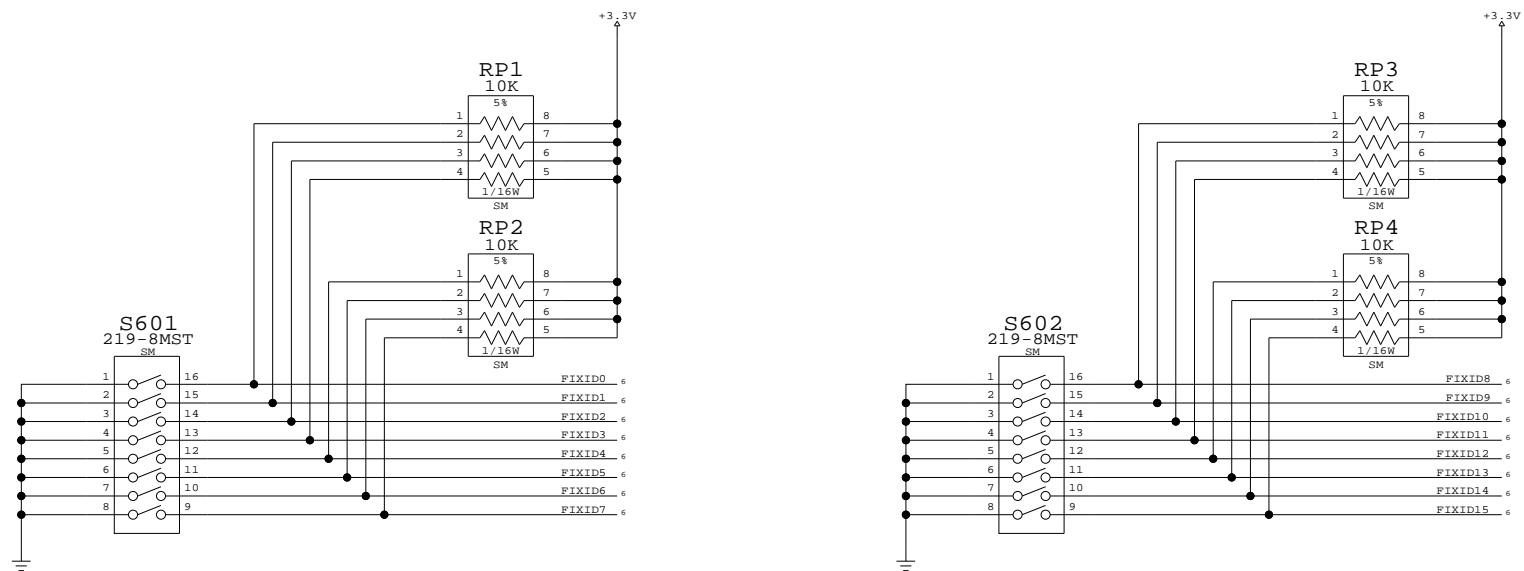 +3.3V
RP1
10K
5%
1 8
2 7
3 6
4 5
1/16W
SM
RP2
10K
5%
1 8
2 7
3 6
4 5
1/16W
SM
S601
219-8MST
SM
1 16 FIXID0 6
2 15 FIXID1 6
3 14 FIXID2 6
4 13 FIXID3 6
5 12 FIXID4 6
6 11 FIXID5 6
7 10 FIXID6 6
8 9 FIXID7 6
+3.3V
RP3
10K
5%
1 8
2 7
3 6
4 5
1/16W
SM
RP4
10K
5%
1 8
2 7
3 6
4 5
1/16W
SM
S602
219-8MST
SM
1 16 FIXID8 6
2 15 FIXID9 6
3 14 FIXID10 6
4 13 FIXID11 6
5 12 FIXID12 6
6 11 FIXID13 6
7 10 FIXID14 6
8 9 FIXID15 6